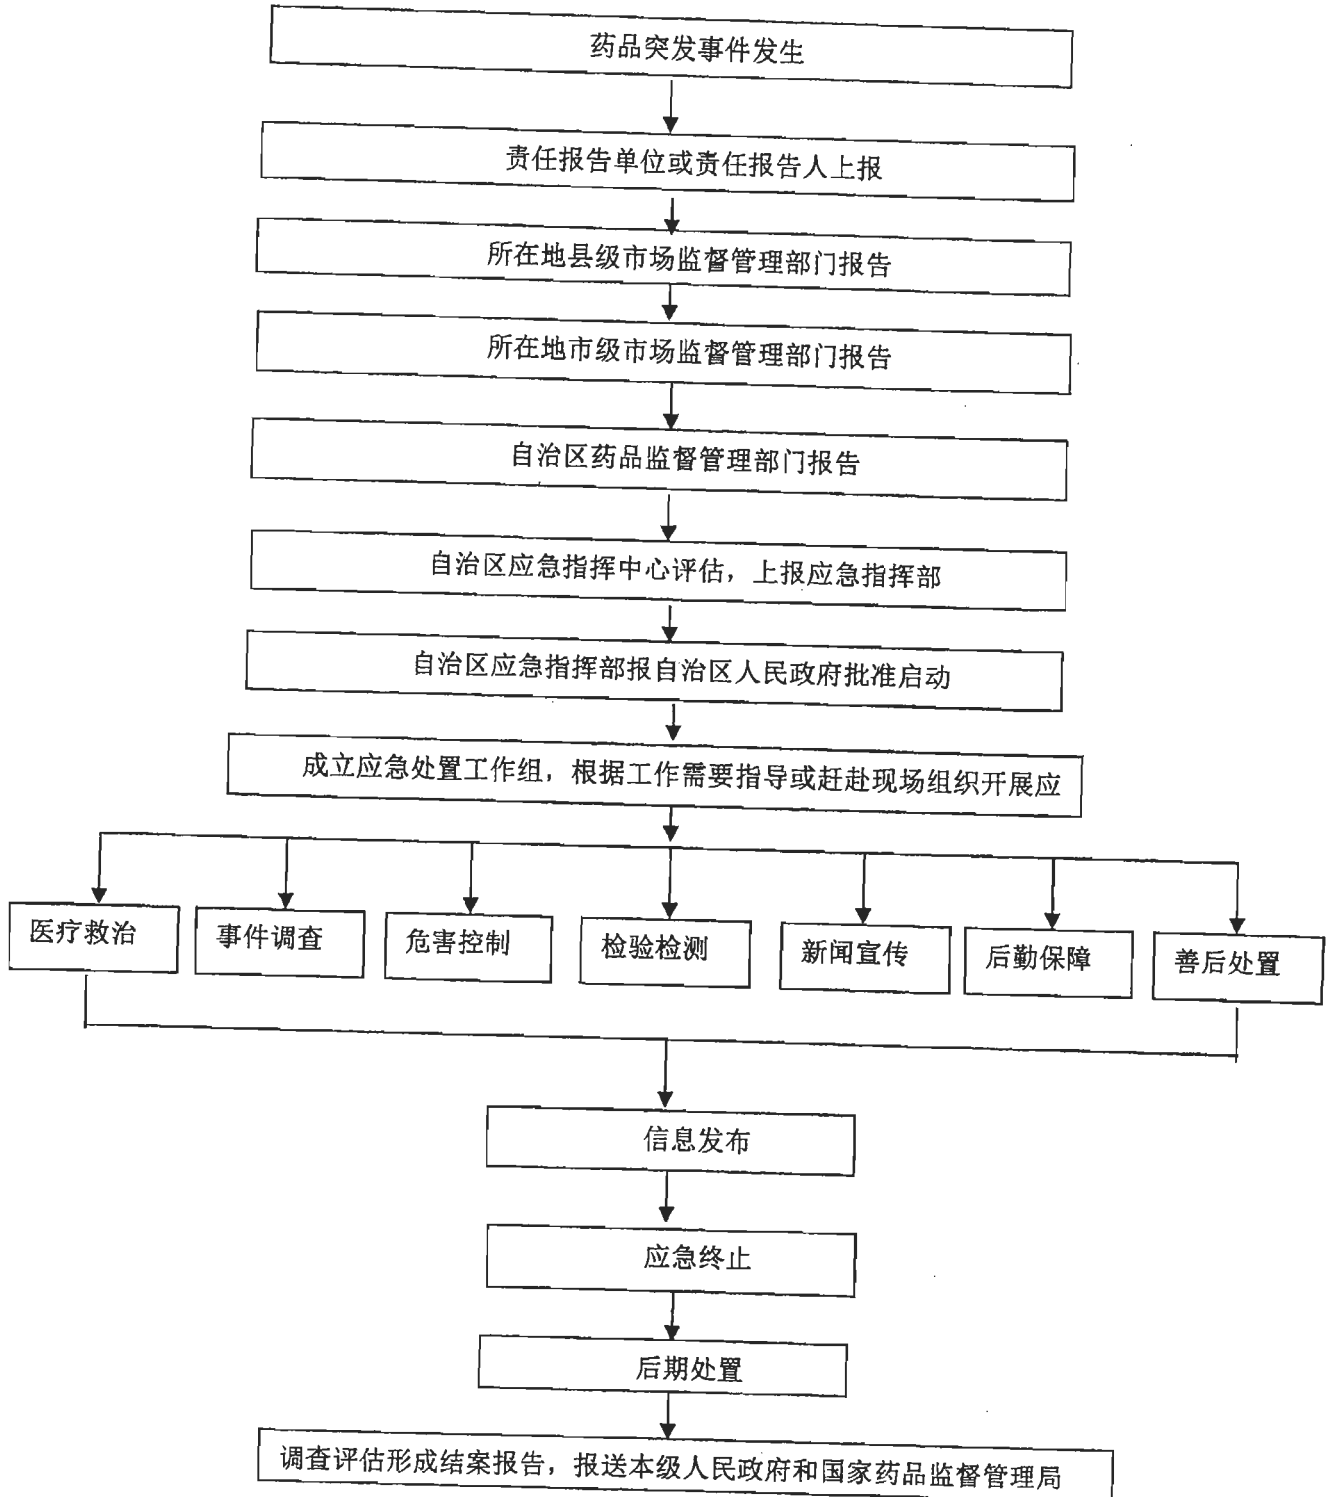 药品突发事件发生
责任报告单位或责任报告人上报
所在地县级市场监督管理部门报告
所在地市级市场监督管理部门报告
自治区药品监督管理部门报告
自治区应急指挥中心评估，上报应急指挥部
自治区应急指挥部报自治区人民政府批准启动
成立应急处置工作组，根据工作需要指导或赶赴现场组织开展应
医疗救治
事件调查
危害控制
检验检测
新闻宣传
后勤保障
善后处置
信息发布
应急终止
后期处置
调查评估形成结案报告，报送本级人民政府和国家药品监督管理局